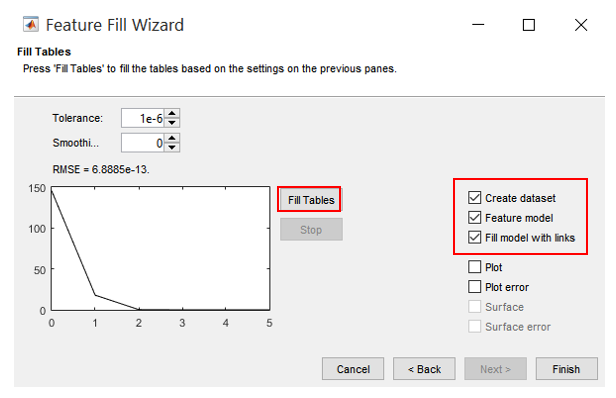 Feature Fill Wizard
Fill Tables
Press 'Fill Tables' to fill the tables based on the settings on the previous panes.
Tolerance: 1e-6
Smoothi... 0
RMSE = 6.8885e-13.
150
100
50
0
0 1 2 3 4 5
Fill Tables
Stop
Create dataset
Feature model
Fill model with links
Plot
Plot error
Surface
Surface error
Cancel
< Back
Next >
Finish